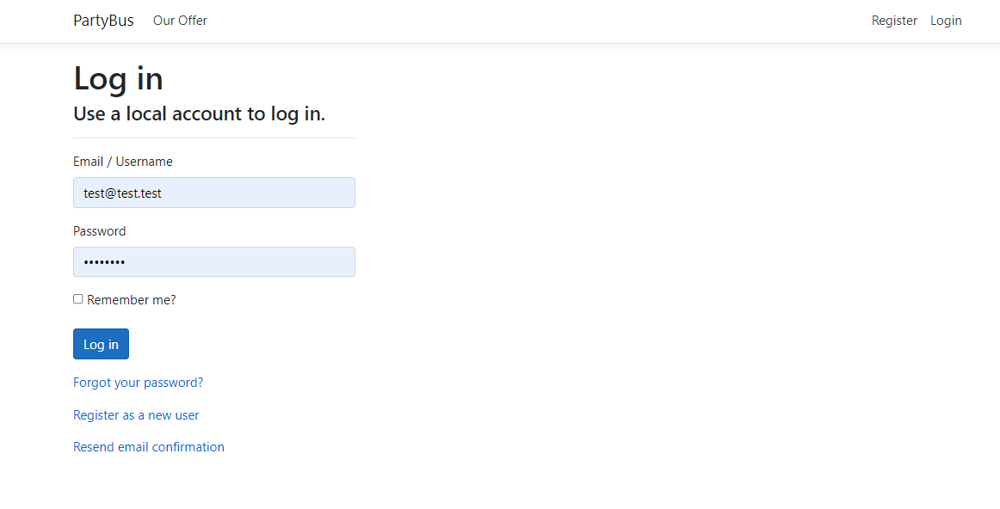 PartyBus Our Offer Register Login
Log in
Use a local account to log in.
Email / Username
test@test.test
Password
••••••••
Remember me?
Log in
Forgot your password?
Register as a new user
Resend email confirmation